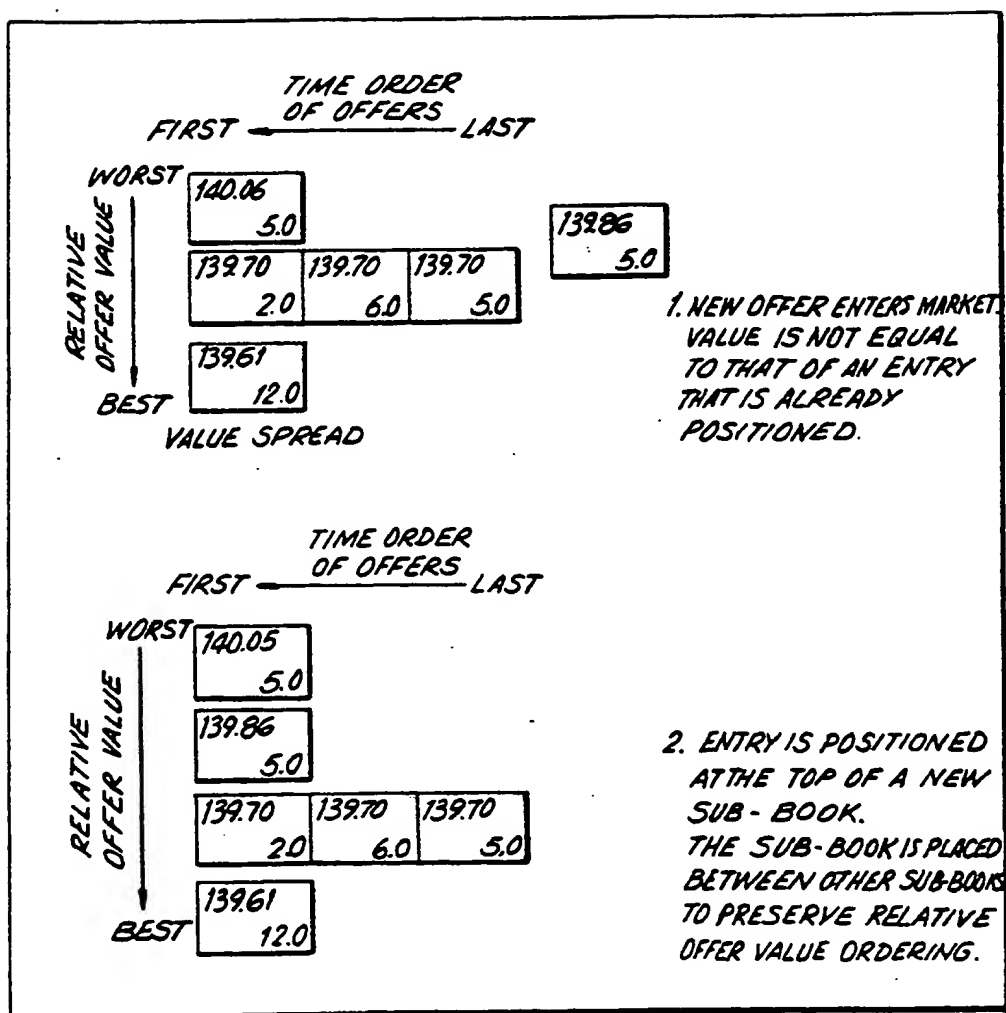 TIME ORDER
OF OFFERS
FIRST LAST
WORST
RELATIVE
OFFER VALUE
BEST
140.06
5.0
139.86
5.0
139.70 139.70 139.70
2.0 6.0 5.0
139.61
12.0
VALUE SPREAD
1. NEW OFFER ENTERS MARKET.
VALUE IS NOT EQUAL
TO THAT OF AN ENTRY
THAT IS ALREADY
POSITIONED.
TIME ORDER
OF OFFERS
FIRST LAST
WORST
RELATIVE
OFFER VALUE
BEST
140.05
5.0
139.86
5.0
139.70 139.70 139.70
2.0 6.0 5.0
139.61
12.0
2. ENTRY IS POSITIONED
AT THE TOP OF A NEW
SUB-BOOK.
THE SUB-BOOK IS PLACED
BETWEEN OTHER SUB-BOOKS
TO PRESERVE RELATIVE
OFFER VALUE ORDERING.